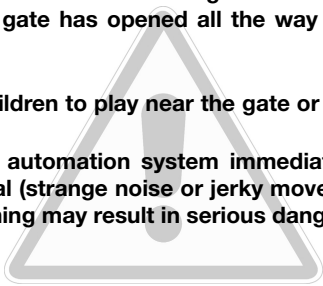 gate has opened all the way
ildren to play near the gate or
automation system immediat
al (strange noise or jerky move
ning may result in serious dang